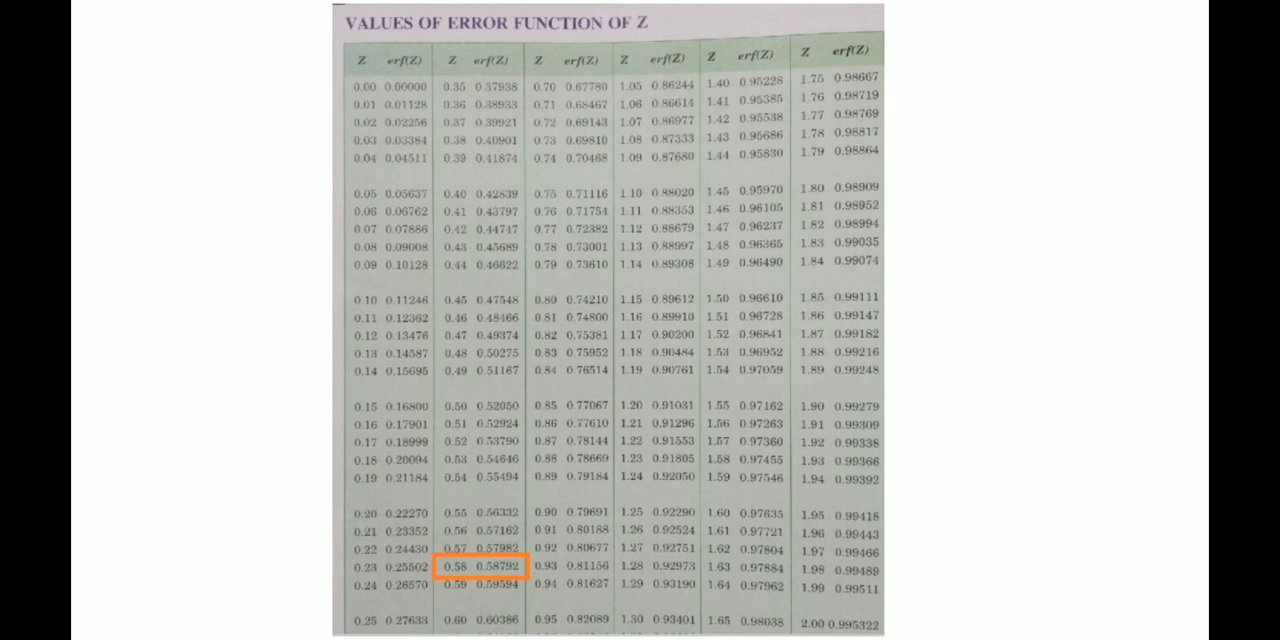 VALUES OF ERROR FUNCTION OF Z
Z erf(Z) Z erf(Z) Z erf(Z) Z erf(Z) Z erf(Z) Z erf(Z)
0.00 0.00000 0.35 0.37938 0.70 0.67780 1.05 0.86244 1.40 0.95228 1.75 0.98667
0.01 0.01128 0.36 0.38933 0.71 0.68467 1.06 0.86614 1.41 0.95385 1.76 0.98719
0.02 0.02256 0.37 0.39921 0.72 0.69143 1.07 0.86977 1.42 0.95538 1.77 0.98769
0.03 0.03384 0.38 0.40901 0.73 0.69810 1.08 0.87333 1.43 0.95686 1.78 0.98817
0.04 0.04511 0.39 0.41874 0.74 0.70468 1.09 0.87680 1.44 0.95830 1.79 0.98864
0.05 0.05637 0.40 0.42839 0.75 0.71116 1.10 0.88020 1.45 0.95970 1.80 0.98909
0.06 0.06762 0.41 0.43797 0.76 0.71754 1.11 0.88353 1.46 0.96105 1.81 0.98952
0.07 0.07886 0.42 0.44747 0.77 0.72382 1.12 0.88679 1.47 0.96237 1.82 0.98994
0.08 0.09008 0.43 0.45689 0.78 0.73001 1.13 0.88997 1.48 0.96365 1.83 0.99035
0.09 0.10128 0.44 0.46622 0.79 0.73610 1.14 0.89308 1.49 0.96490 1.84 0.99074
0.10 0.11246 0.45 0.47548 0.80 0.74210 1.15 0.89612 1.50 0.96610 1.85 0.99111
0.11 0.12362 0.46 0.48466 0.81 0.74800 1.16 0.89910 1.51 0.96728 1.86 0.99147
0.12 0.13476 0.47 0.49374 0.82 0.75381 1.17 0.90200 1.52 0.96841 1.87 0.99182
0.13 0.14587 0.48 0.50275 0.83 0.75952 1.18 0.90484 1.53 0.96952 1.88 0.99216
0.14 0.15695 0.49 0.51167 0.84 0.76514 1.19 0.90761 1.54 0.97059 1.89 0.99248
0.15 0.16800 0.50 0.52050 0.85 0.77067 1.20 0.91031 1.55 0.97162 1.90 0.99279
0.16 0.17901 0.51 0.52924 0.86 0.77610 1.21 0.91296 1.56 0.97263 1.91 0.99309
0.17 0.18999 0.52 0.53790 0.87 0.78144 1.22 0.91553 1.57 0.97360 1.92 0.99338
0.18 0.20094 0.53 0.54646 0.88 0.78669 1.23 0.91805 1.58 0.97455 1.93 0.99366
0.19 0.21184 0.54 0.55494 0.89 0.79184 1.24 0.92050 1.59 0.97546 1.94 0.99392
0.20 0.22270 0.55 0.56332 0.90 0.79691 1.25 0.92290 1.60 0.97635 1.95 0.99418
0.21 0.23352 0.56 0.57162 0.91 0.80188 1.26 0.92524 1.61 0.97721 1.96 0.99443
0.22 0.24430 0.57 0.57982 0.92 0.80677 1.27 0.92751 1.62 0.97804 1.97 0.99466
0.23 0.25502 0.58 0.58792 0.93 0.81156 1.28 0.92973 1.63 0.97884 1.98 0.99489
0.24 0.26570 0.59 0.59594 0.94 0.81627 1.29 0.93190 1.64 0.97962 1.99 0.99511
0.25 0.27633 0.60 0.60386 0.95 0.82089 1.30 0.93401 1.65 0.98038 2.00 0.995322